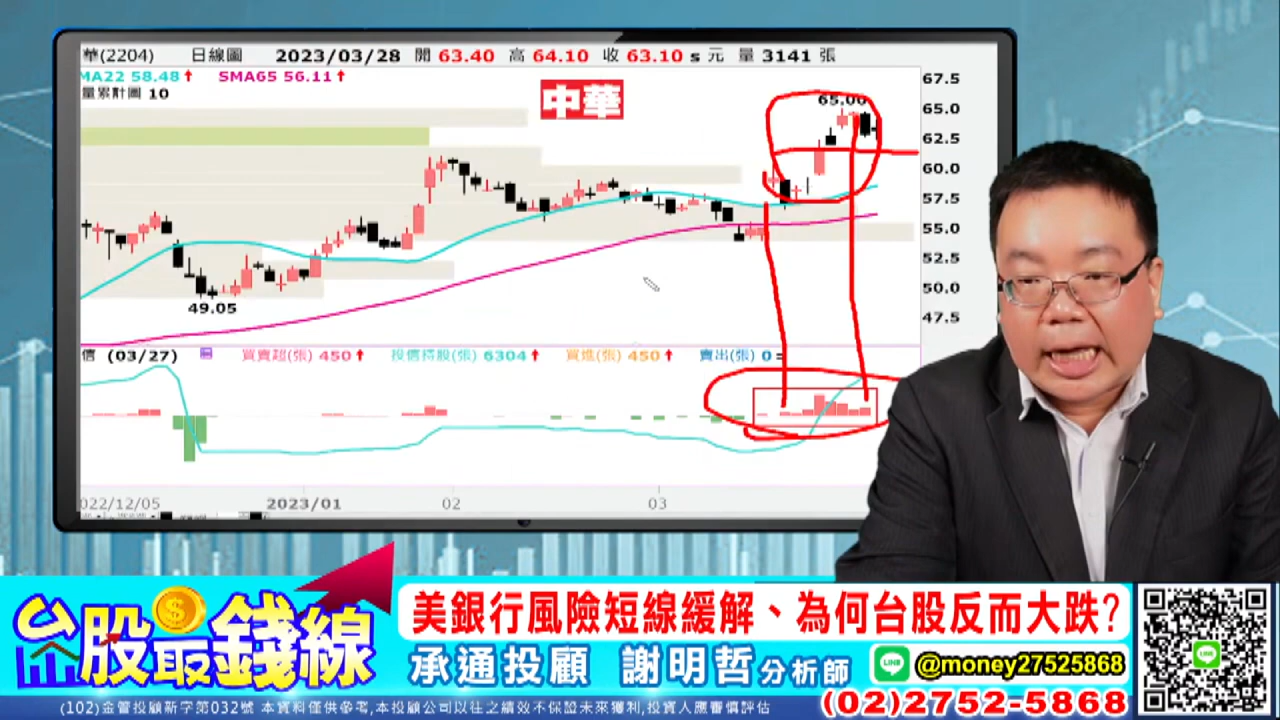 華(2204) 日線圖 2023/03/28 開 63.40 高 64.10 收 63.10 s 元 量 3141 張
MA22 58.48↑ SMA65 56.11↑
量累計圖 10
中華
65.00
49.05
67.5
65.0
62.5
60.0
57.5
55.0
52.5
50.0
47.5
信 (03/27) 買賣超(張) 450↑ 投信持股(張) 6304↑ 買進(張) 450↑ 賣出(張) 0=
022/12/05 2023/01 02 03
台股取錢線
美銀行風險短線緩解、為何台股反而大跌?
承通投顧 謝明哲分析師 LINE @money27525868
(02)2752-5868
(102)金管投顧新字第032號 本資料僅供參考,本投顧公司以往之績效不保證未來獲利,投資人應審慎評估